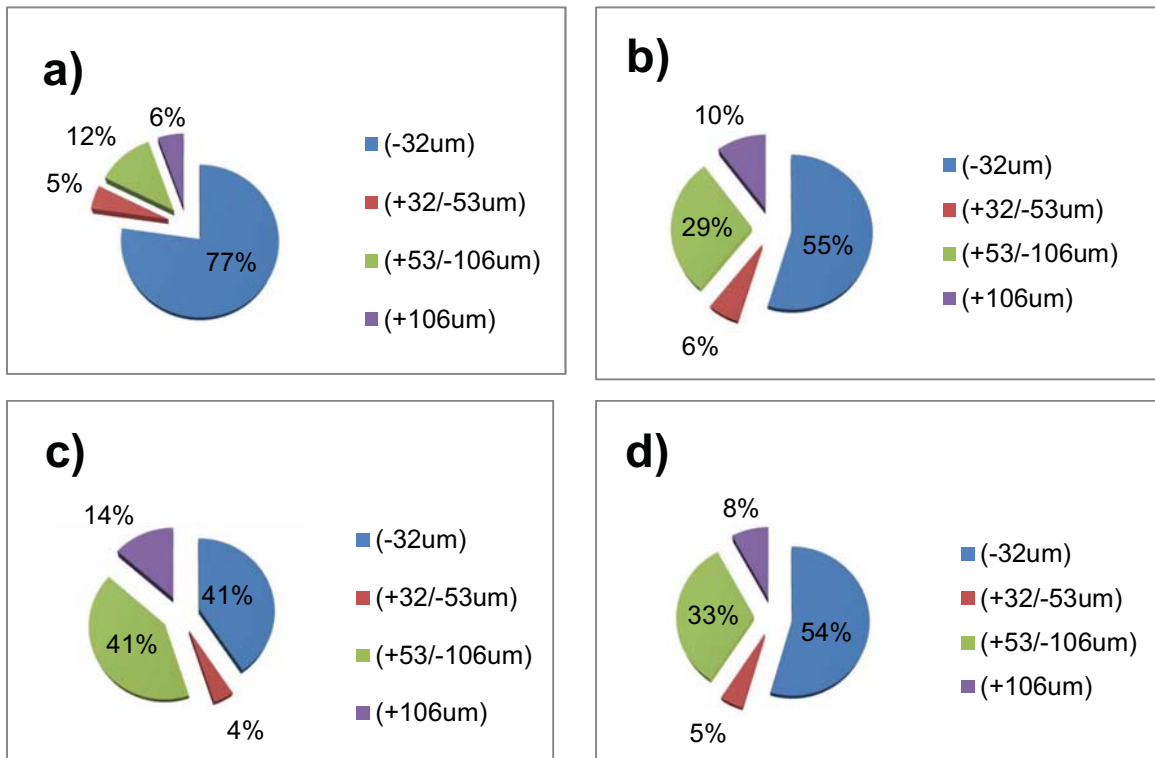 a)
6%
12%
5%
77%
(-32um)
(+32/-53um)
(+53/-106um)
(+106um)
b)
10%
29%
55%
6%
(-32um)
(+32/-53um)
(+53/-106um)
(+106um)
c)
14%
41%
41%
4%
(-32um)
(+32/-53um)
(+53/-106um)
(+106um)
d)
8%
33%
54%
5%
(-32um)
(+32/-53um)
(+53/-106um)
(+106um)